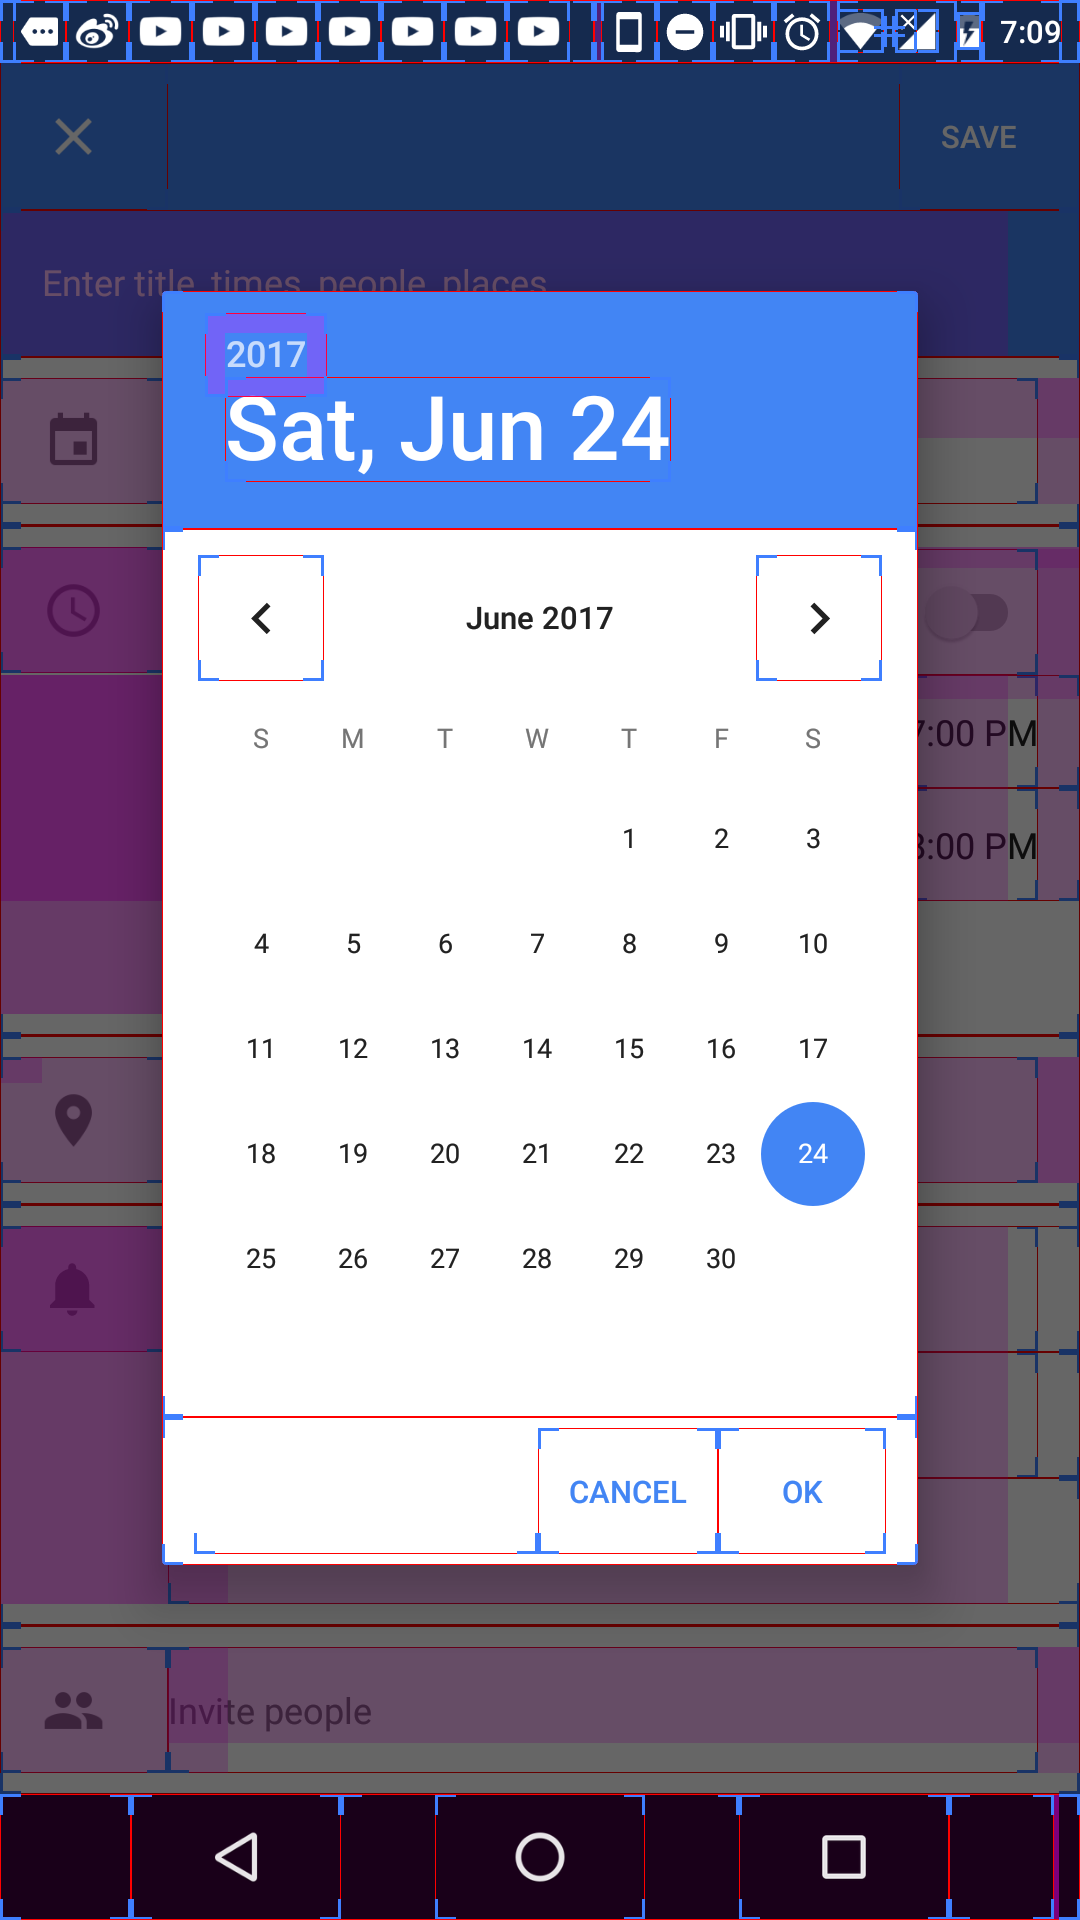 7:09
SAVE
Enter title, times, people, places
2017
Sat, Jun 24
June 2017
S M T W T F S
1 2 3
4 5 6 7 8 9 10
11 12 13 14 15 16 17
18 19 20 21 22 23 24
25 26 27 28 29 30
:00 PM
:00 PM
CANCEL OK
Invite people